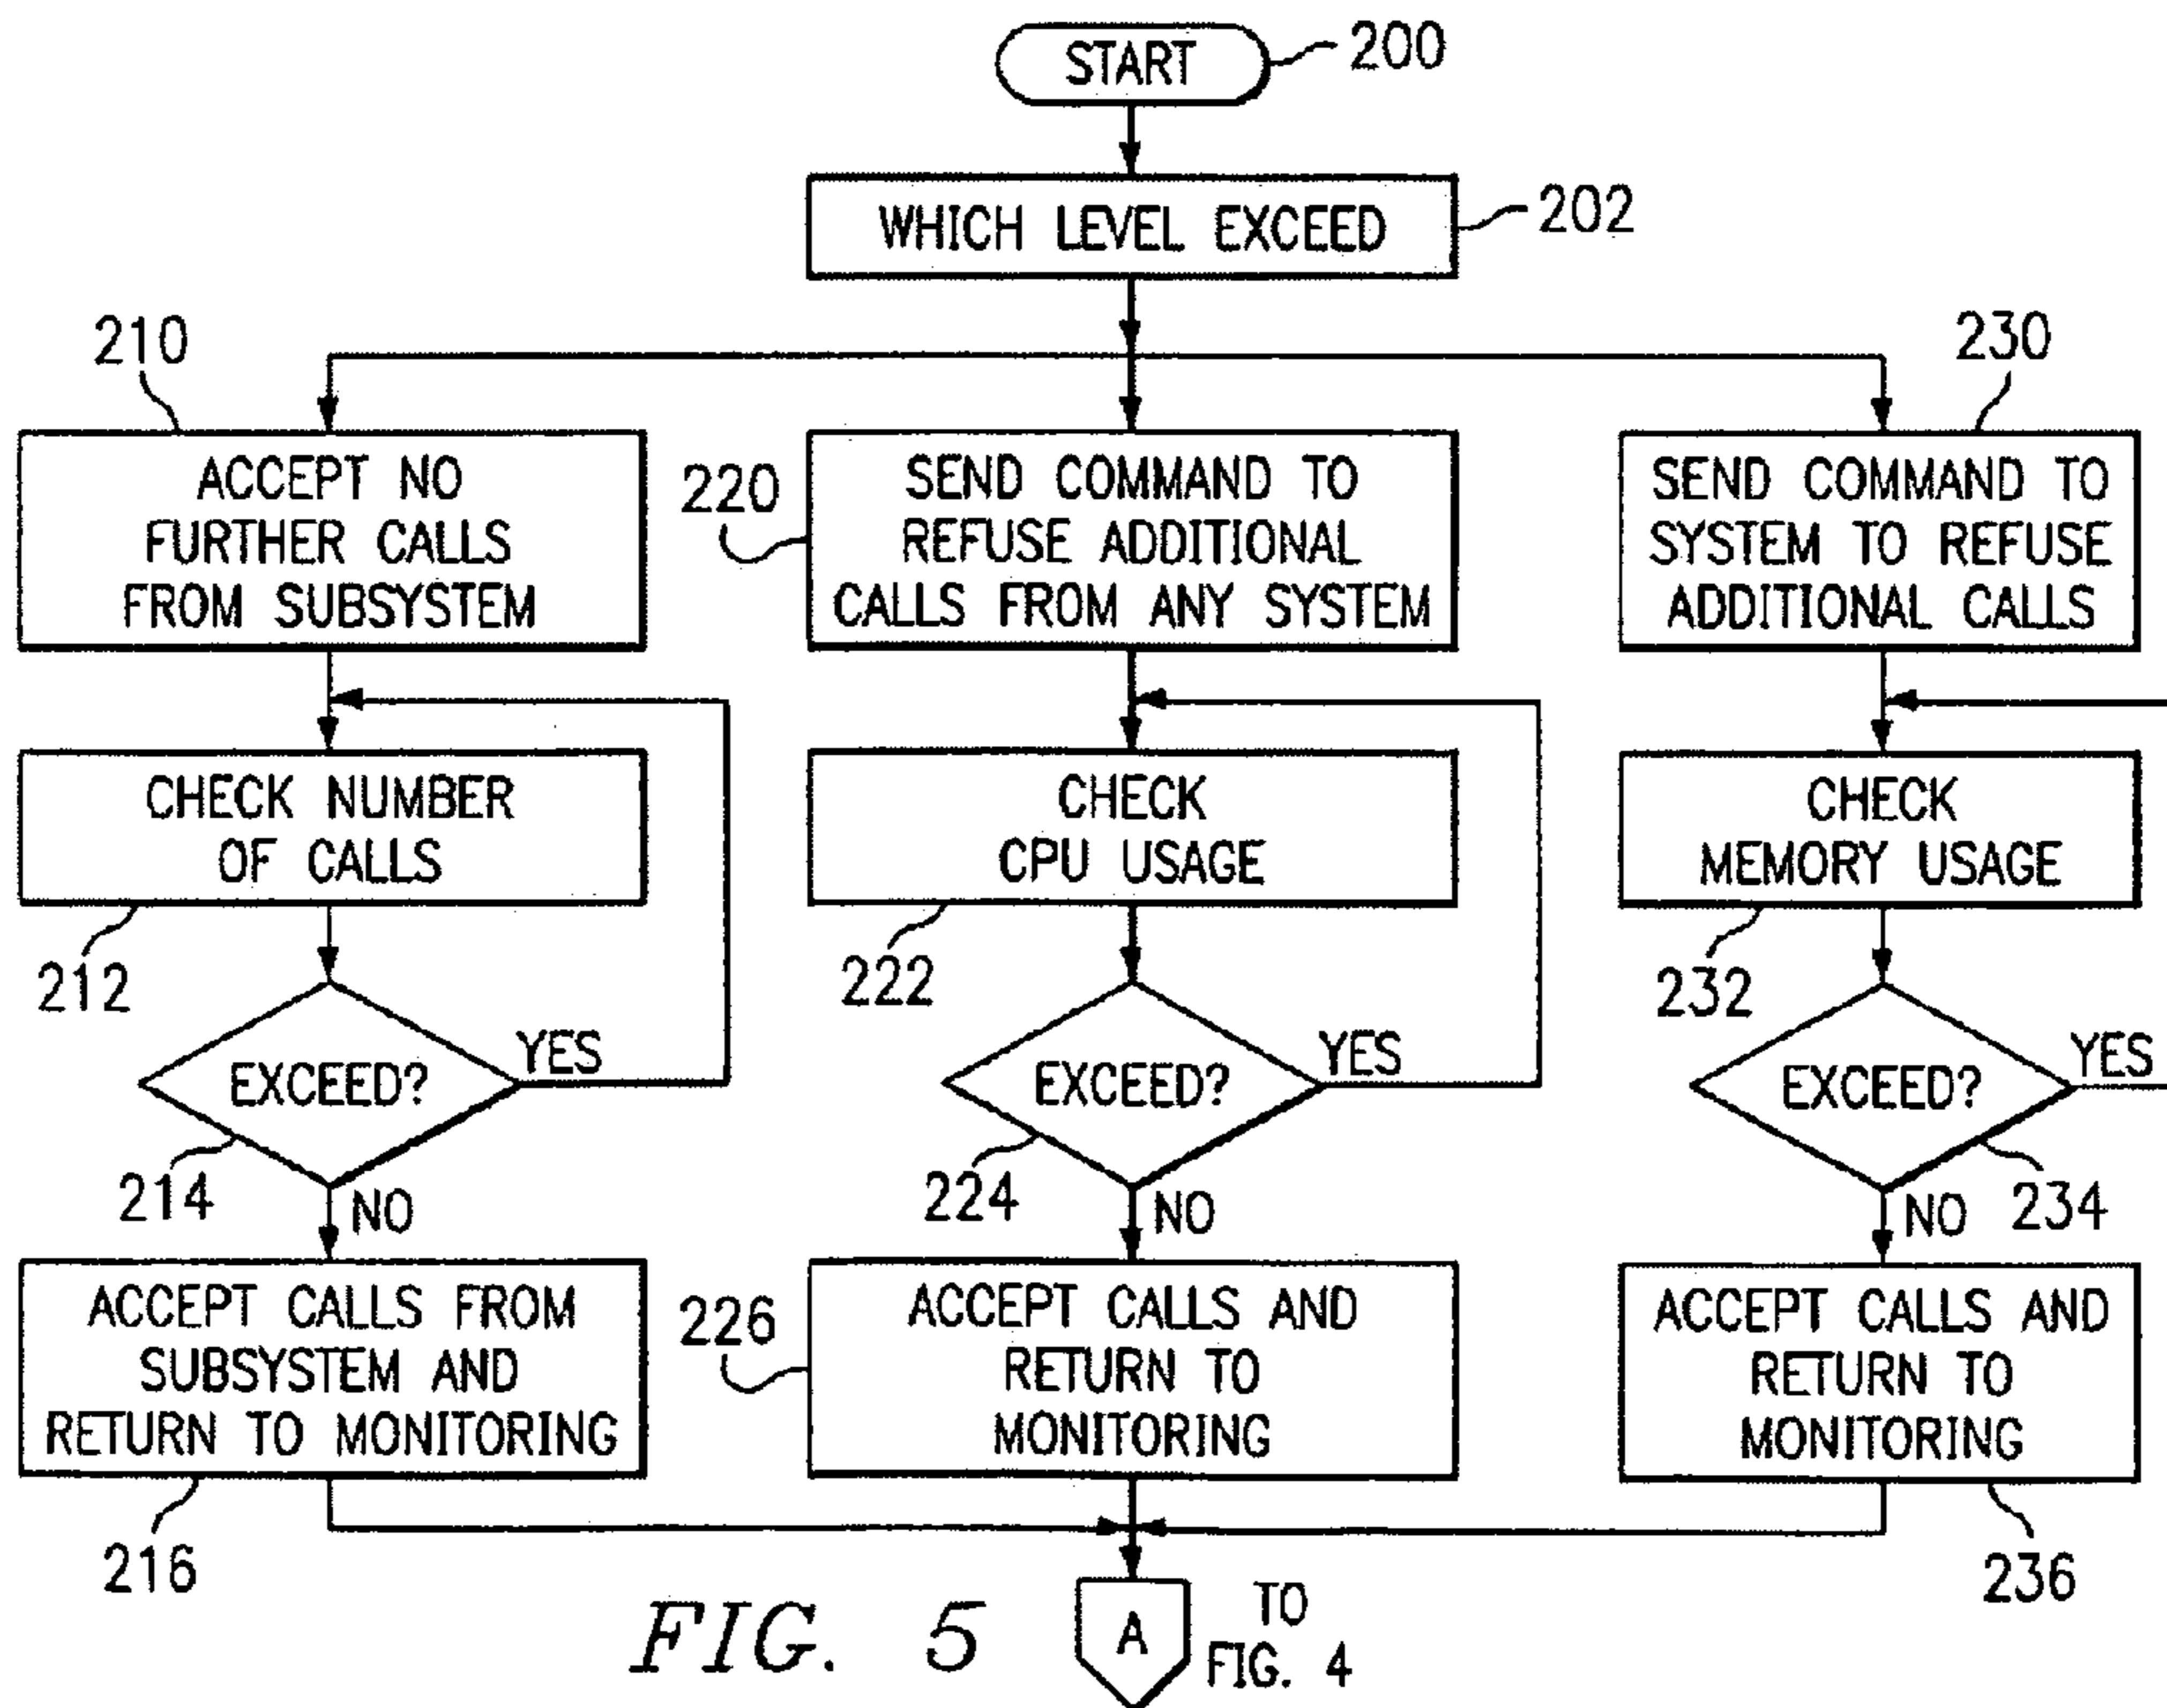 START
200
WHICH LEVEL EXCEED
202
210
230
ACCEPT NO
FURTHER CALLS
FROM SUBSYSTEM
220
SEND COMMAND TO
REFUSE ADDITIONAL
CALLS FROM ANY SYSTEM
SEND COMMAND TO
SYSTEM TO REFUSE
ADDITIONAL CALLS
CHECK NUMBER
OF CALLS
CHECK
CPU USAGE
CHECK
MEMORY USAGE
212
222
232
EXCEED?
YES
EXCEED?
YES
EXCEED?
YES
214
NO
224
NO
NO
234
ACCEPT CALLS FROM
SUBSYSTEM AND
RETURN TO MONITORING
226
ACCEPT CALLS AND
RETURN TO
MONITORING
ACCEPT CALLS AND
RETURN TO
MONITORING
216
236
FIG. 5
A
TO
FIG. 4